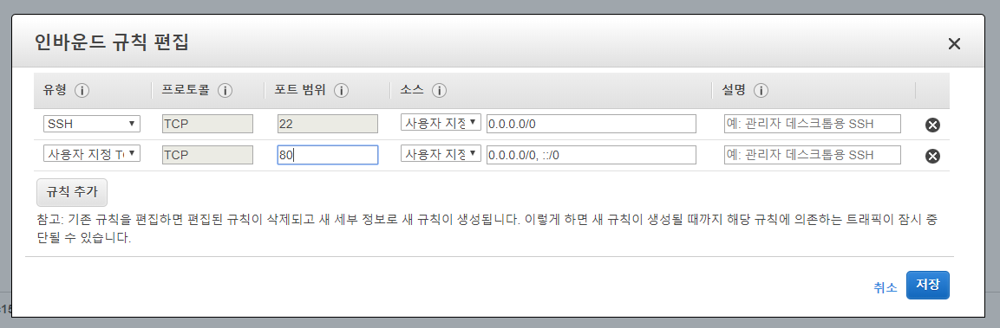 인바운드 규칙 편집
유형 프로토콜 포트 범위 소스 설명
SSH TCP 22 사용자 지정 0.0.0.0/0 예: 관리자 데스크톱용 SSH
사용자 지정 TCP 80 사용자 지정 0.0.0.0/0, ::/0 예: 관리자 데스크톱용 SSH
규칙 추가
참고: 기존 규칙을 편집하면 편집된 규칙이 삭제되고 새 세부 정보로 새 규칙이 생성됩니다. 이렇게 하면 새 규칙이 생성될 때까지 해당 규칙에 의존하는 트래픽이 잠시 중
단될 수 있습니다.
취소 저장